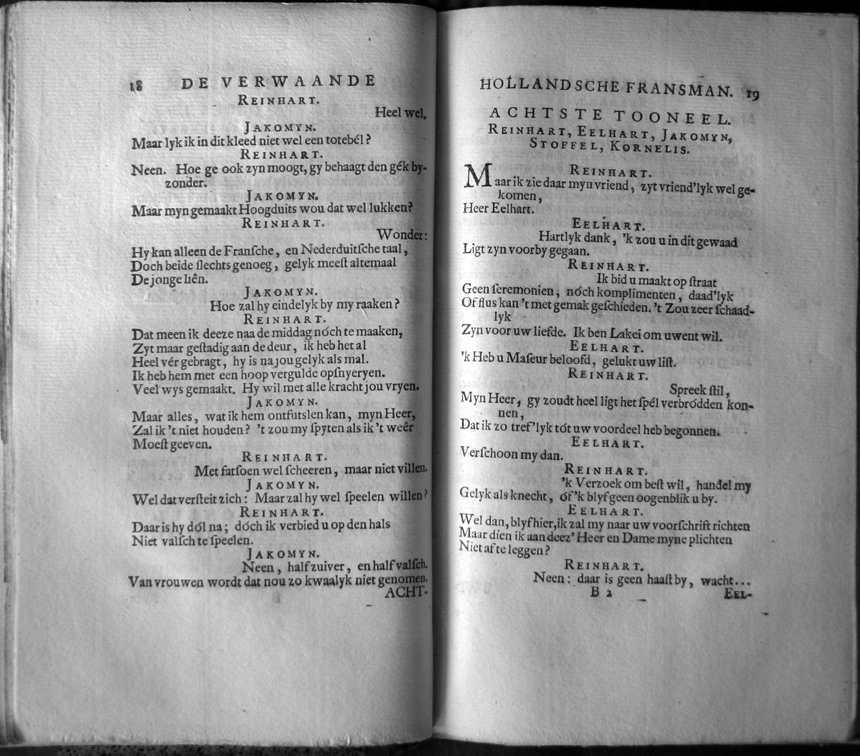 18 DE VERWAANDE
REINHART.
Heel wel.
JAKOMYN.
Maar lyk ik in dit kleed niet wel een totebél?
REINHART.
Neen. Hoe ge ook zyn moogt, gy behaagt den gék by-
zonder.
JAKOMYN.
Maar myn gemaakt Hoogduits wou dat wel lukken?
REINHART.
Wonder:
Hy kan alleen de Franſche, en Nederduitſche taal,
Doch beide ſlechts genoeg, gelyk meeſt altemaal
De jonge liên.
JAKOMYN.
Hoe zal hy eindelyk by my raaken?
REINHART.
Dat meen ik deeze naa de middag nóch te maaken,
Zyt maar geſtadig aan de deur, ik heb het al
Heel vér gebragt, hy is na jou gelyk als mal.
Ik heb hem met een hoop vergulde opſnyeryen.
Veel wys gemaakt. Hy wil met alle kracht jou vryen.
JAKOMYN.
Maar alles, wat ik hem ontfutslen kan, myn Heer,
Zal ik 't niet houden? 't zou my ſpyten als ik 't weêr
Moeſt geeven.
REINHART.
Met fatſoen wel ſcheeren, maar niet villen.
JAKOMYN.
Wel dat verſteit zich: Maar zal hy wel ſpeelen willen?
REINHART.
Daar is hy dól na; dóch ik verbied u op den hals
Niet valſch te ſpeelen.
JAKOMYN.
Neen, half zuiver, en half valſch.
Van vrouwen wordt dat nou zo kwaalyk niet genomen.
ACHT-
HOLLANDSCHE FRANSMAN. 19
ACHTSTE TOONEEL.
REINHART, EELHART, JAKOMYN,
STOFFEL, KORNELIS.
REINHART.
Maar ik zie daar myn vriend, zyt vriend'lyk wel ge-
komen,
Heer Eelhart.
EELHART.
Hartlyk dank, 'k zou u in dit gewaad
Ligt zyn voorby gegaan.
REINHART.
Ik bid u maakt op ſtraat
Geen ſeremonien, nóch komplimenten, daad'lyk
Of flus kan 't met gemak geſchieden. 't Zou zeer ſchaad-
lyk
Zyn voor uw liefde. Ik ben Lakei om uwent wil.
EELHART.
'k Heb u Maſeur beloofd, gelukt uw liſt.
REINHART.
Spreek ſtil,
Myn Heer, gy zoudt heel ligt het ſpél verbródden kon-
nen,
Dat ik zo tref'lyk tót uw voordeel heb begonnen.
EELHART.
Verſchoon my dan.
REINHART.
'k Verzoek om beſt wil, handel my
Gelyk als knecht, óf 'k blyf geen oogenblik u by.
EELHART.
Wel dan, blyf hier, ik zal my naar uw voorſchrift richten
Maar dien ik aan deez' Heer en Dame myne plichten
Niet af te leggen?
REINHART.
Neen: daar is geen haaſt by, wacht...
B 2 EEL-